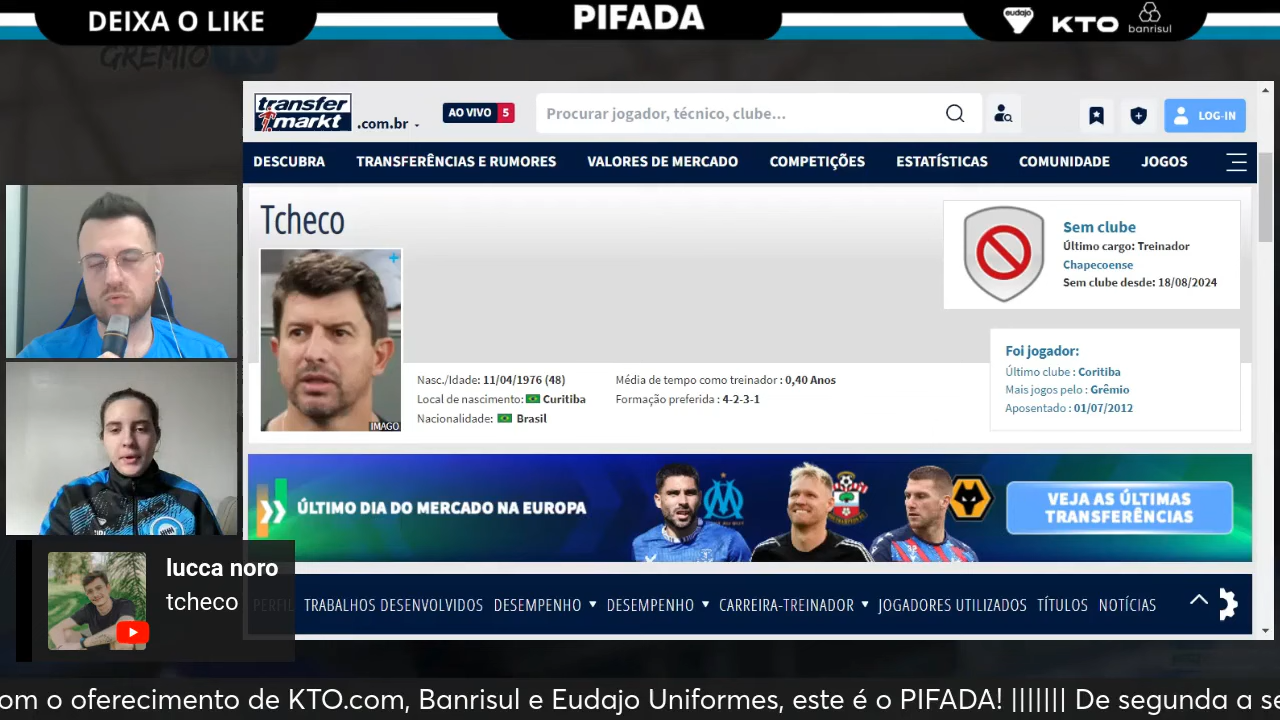 DEIXA O LIKE
PIFADA
eudajo
KTO
banrisul
GRÊMIO
transfer
markt
.com.br
AO VIVO 5
Procurar jogador, técnico, clube...
LOG-IN
DESCUBRA TRANSFERÊNCIAS E RUMORES VALORES DE MERCADO COMPETIÇÕES ESTATÍSTICAS COMUNIDADE JOGOS
Tcheco
IMAGO
Nasc./Idade: 11/04/1976 (48)
Local de nascimento: Curitiba
Nacionalidade: Brasil
Média de tempo como treinador : 0,40 Anos
Formação preferida : 4-2-3-1
Sem clube
Último cargo: Treinador
Chapecoense
Sem clube desde: 18/08/2024
Foi jogador:
Último clube : Coritiba
Mais jogos pelo : Grêmio
Aposentado : 01/07/2012
ÚLTIMO DIA DO MERCADO NA EUROPA
VEJA AS ÚLTIMAS
TRANSFERÊNCIAS
lucca noro
tcheco
PERFIL TRABALHOS DESENVOLVIDOS DESEMPENHO DESEMPENHO CARREIRA-TREINADOR JOGADORES UTILIZADOS TÍTULOS NOTÍCIAS
om o oferecimento de KTO.com, Banrisul e Eudajo Uniformes, este é o PIFADA! ||||||| De segunda a se